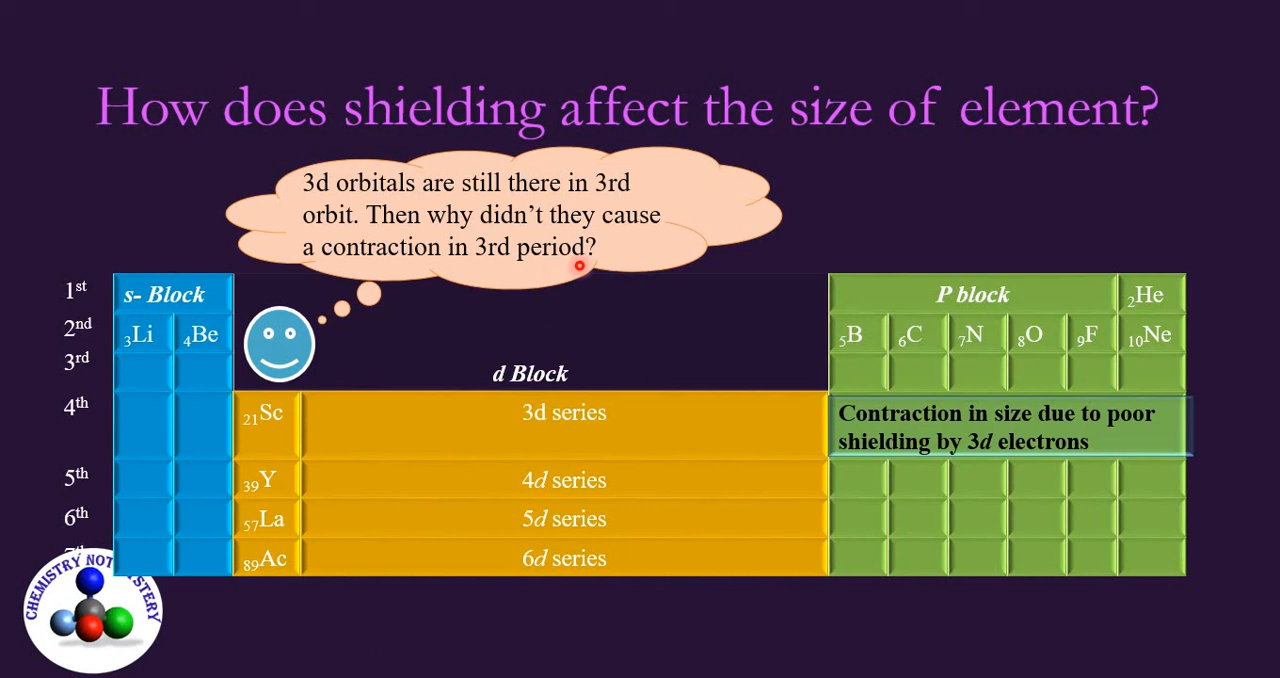 How does shielding affect the size of element?
3d orbitals are still there in 3rd
orbit. Then why didn't they cause
a contraction in 3rd period?
1st
s- Block
P block
2He
2nd
3Li
4Be
5B
6C
7N
8O
9F
10Ne
3rd
d Block
4th
21Sc
3d series
Contraction in size due to poor
shielding by 3d electrons
5th
39Y
4d series
6th
57La
5d series
89Ac
6d series